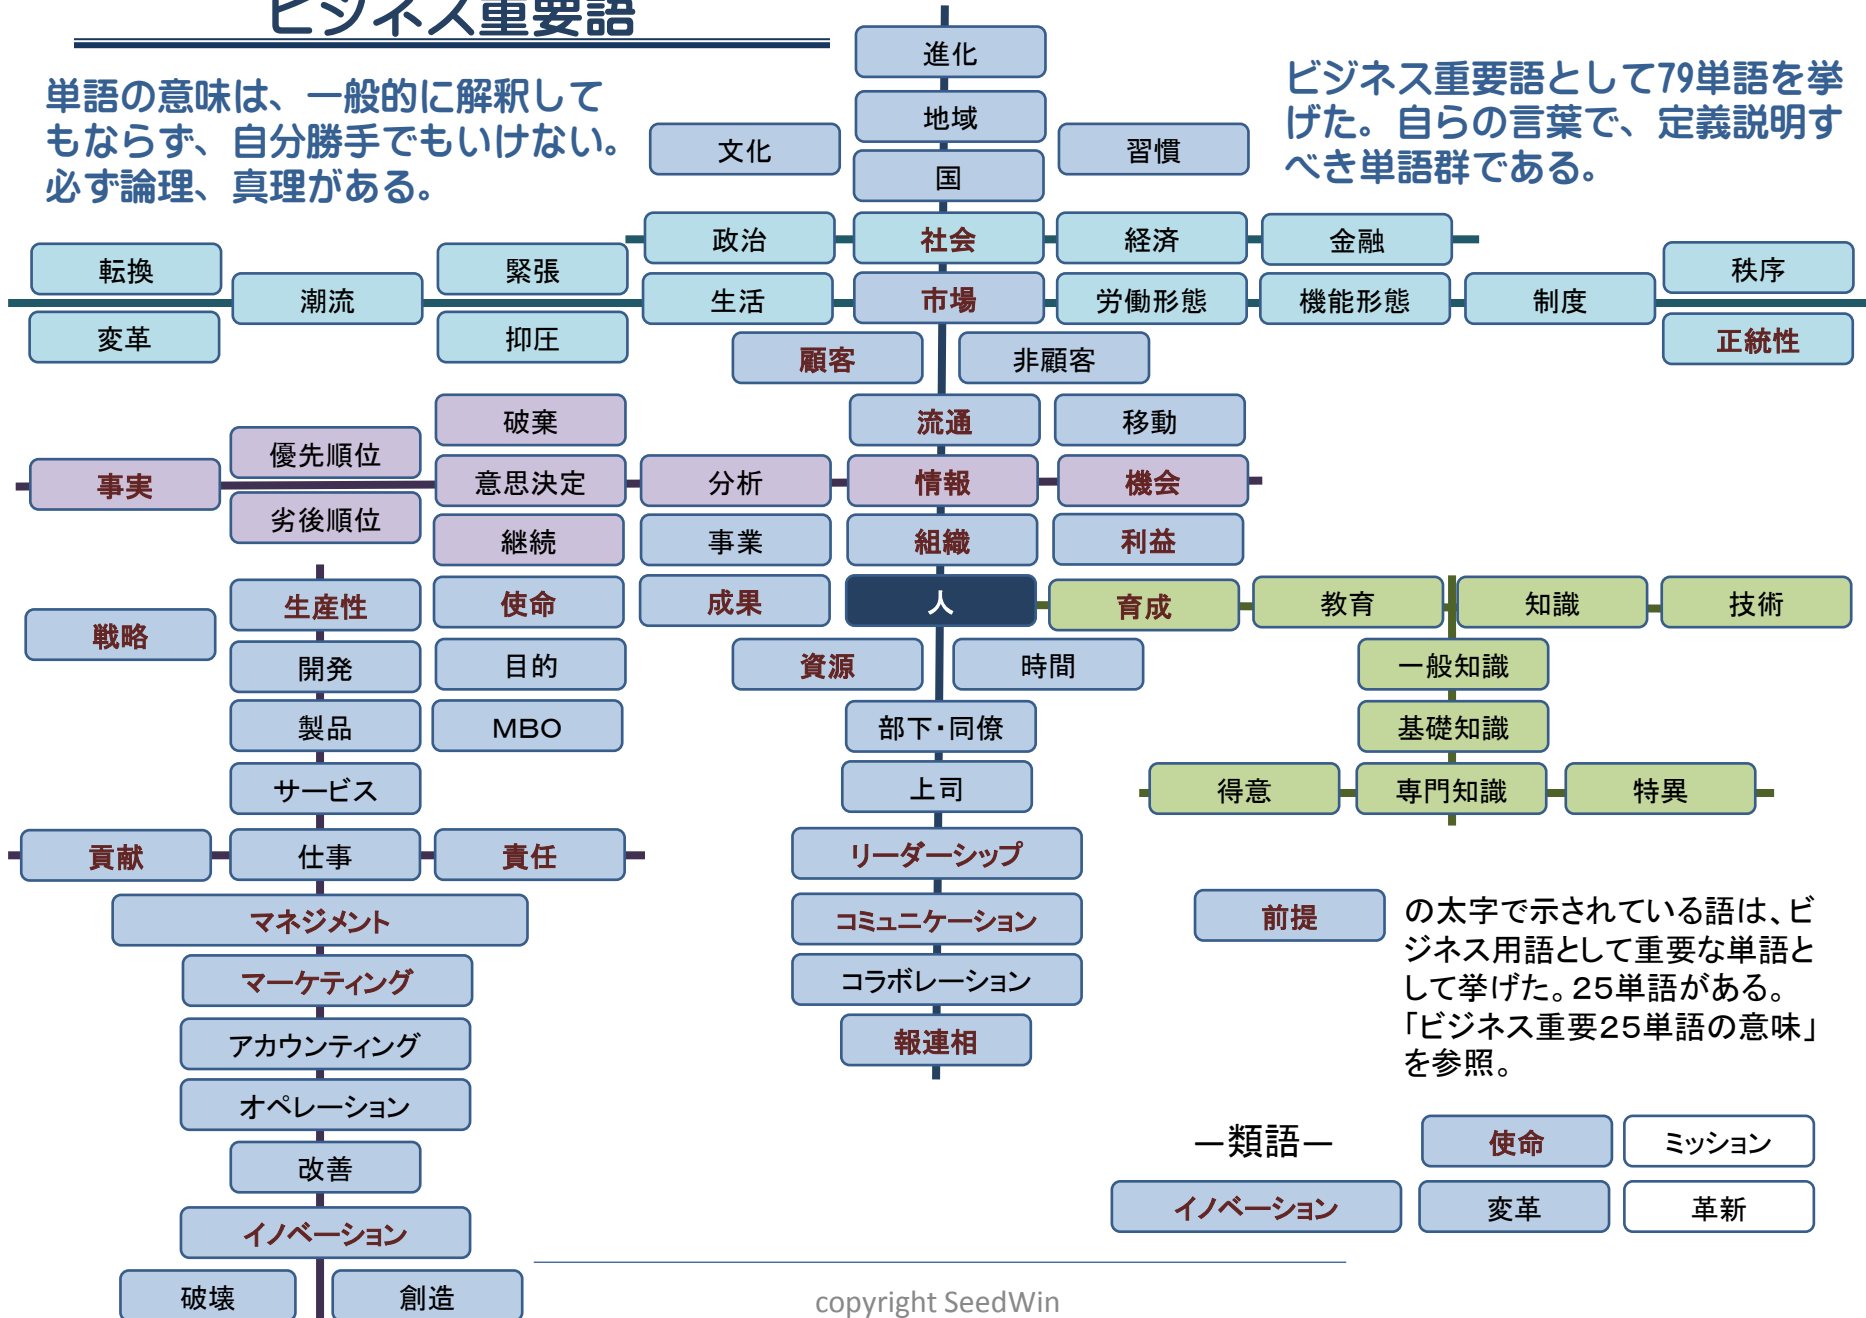 ビジネス重要語
単語の意味は、一般的に解釈して
もならず、自分勝手でもいけない。
必ず論理、真理がある。
ビジネス重要語として79単語を挙
げた。自らの言葉で、定義説明す
べき単語群である。
進化
地域
文化
習慣
国
政治
社会
経済
金融
転換
緊張
秩序
潮流
生活
市場
労働形態
機能形態
制度
変革
抑圧
正統性
顧客
非顧客
破棄
流通
移動
優先順位
事実
意思決定
分析
情報
機会
劣後順位
継続
事業
組織
利益
生産性
使命
成果
人
育成
教育
知識
技術
戦略
開発
目的
資源
時間
一般知識
製品
MBO
部下・同僚
基礎知識
サービス
上司
得意
専門知識
特異
貢献
仕事
責任
リーダーシップ
マネジメント
コミュニケーション
マーケティング
コラボレーション
アカウンティング
報連相
オペレーション
改善
イノベーション
破壊
創造
前提
の太字で示されている語は、ビ
ジネス用語として重要な単語と
して挙げた。25単語がある。
「ビジネス重要25単語の意味」
を参照。
―類語―
使命
ミッション
イノベーション
変革
革新
copyright SeedWin